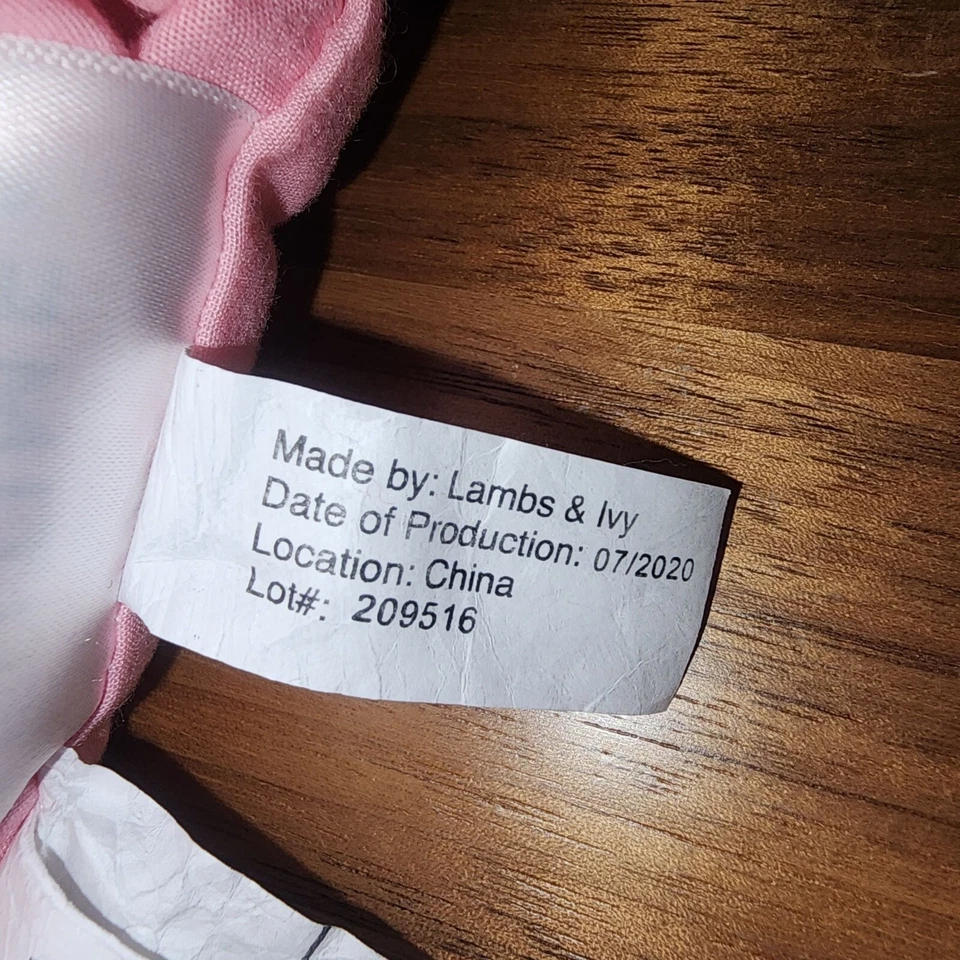 Made by: Lambs & Ivy
Date of Production: 07/2020
Location: China
Lot#: 209516